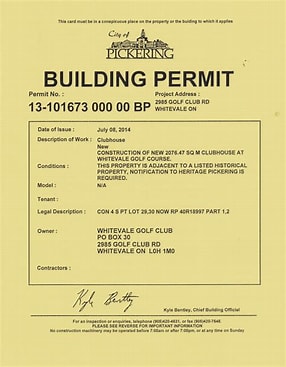 This card must be in a conspicuous place on the property or the building to which it applies
City of
PICKERING
BUILDING PERMIT
Permit No. : Project Address :
13-101673 000 00 BP 2985 GOLF CLUB RD
WHITEVALE ON
Date of Issue : July 08, 2014
Description of Work : Clubhouse
New
CONSTRUCTION OF NEW 2076.47 SQ M CLUBHOUSE AT
WHITEVALE GOLF COURSE.
Conditions : THIS PROPERTY IS ADJACENT TO A LISTED HISTORICAL
PROPERTY, NOTIFICATION TO HERITAGE PICKERING IS
REQUIRED.
Model : N/A
Tenant :
Legal Description : CON 4 S PT LOT 29,30 NOW RP 40R15997 PART 1,2
Owner : WHITEVALE GOLF CLUB
PO BOX 30
2985 GOLF CLUB RD
WHITEVALE ON L0H 1M0
Contractors :
Kyle Bentley
Kyle Bentley, Chief Building Official
For an inspection or enquiries, telephone (905)420-4631, or fax (905)420-7648.
PLEASE SEE REVERSE FOR IMPORTANT INFORMATION
No construction machinery may be operated before 7:00am or after 7:00pm, or at any time on Sunday